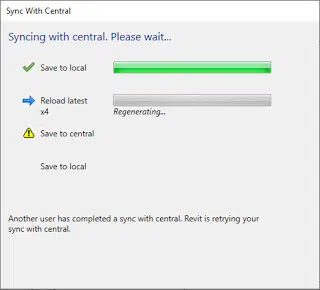 Sync With Central
Syncing with central. Please wait...
Save to local
Reload latest
x4
Regenerating...
Save to central
Save to local
Another user has completed a sync with central. Revit is retrying your
sync with central.